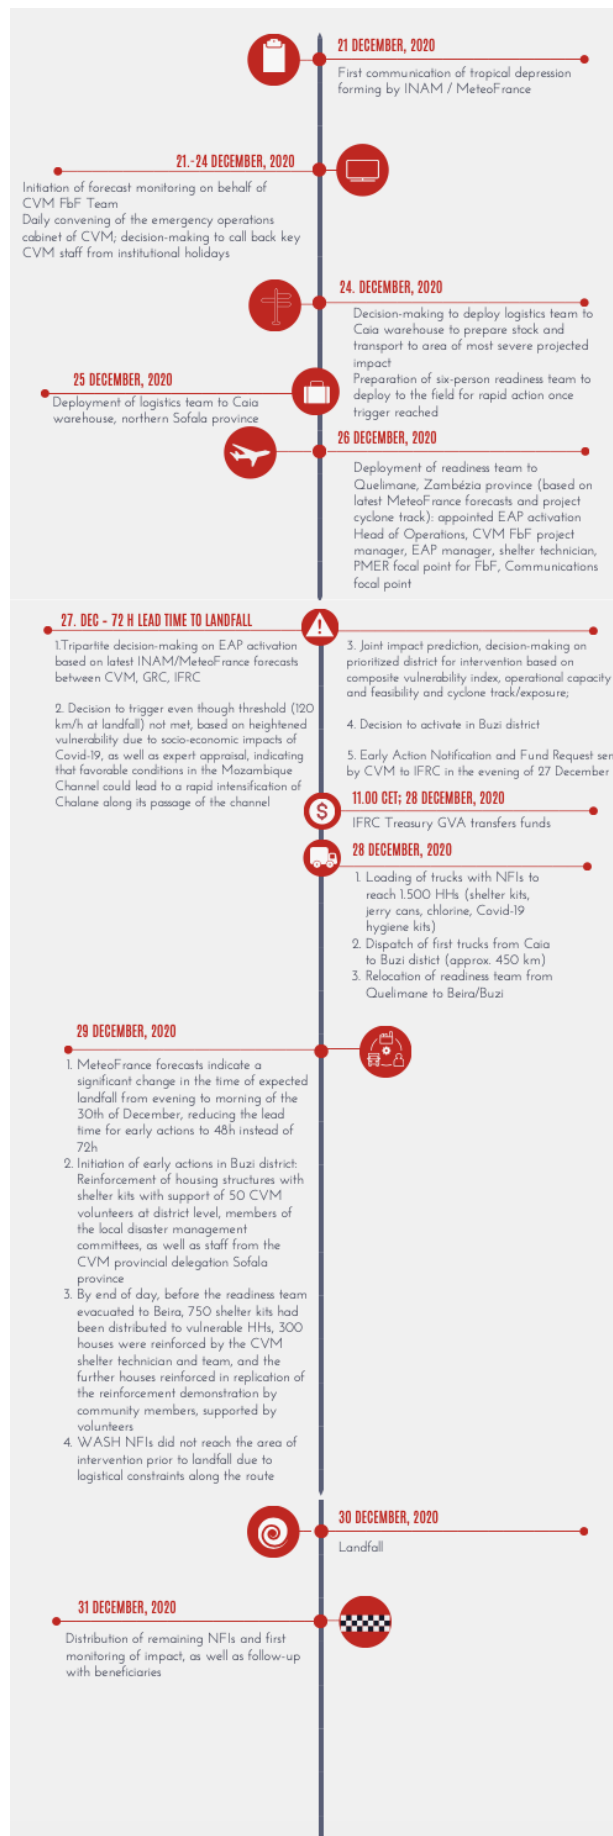 21 DECEMBER, 2020
First communication of tropical depression
forming by INAM / MeteoFrance
21.-24 DECEMBER, 2020
Initiation of forecast monitoring on behalf of
CVM FbF Team
Daily convening of the emergency operations
cabinet of CVM; decision-making to call back key
CVM staff from institutional holidays
24. DECEMBER, 2020
Decision-making to deploy logistics team to
Caia warehouse to prepare stock and
transport to area of most severe projected
impact
Preparation of six-person readiness team to
deploy to the field for rapid action once
trigger reached
25 DECEMBER, 2020
Deployment of logistics team to Caia
warehouse, northern Sofala province
26 DECEMBER, 2020
Deployment of readiness team to
Quelimane, Zambézia province (based on
latest MeteoFrance forecasts and project
cyclone track): appointed EAP activation
Head of Operations, CVM FbF project
manager, EAP manager, shelter technician,
PMER focal point for FbF, Communications
focal point
27. DEC – 72 H LEAD TIME TO LANDFALL
1.Tripartite decision-making on EAP activation
based on latest INAM/MeteoFrance forecasts
between CVM, GRC, IFRC
2. Decision to trigger even though threshold (120
km/h at landfall) not met, based on heightened
vulnerability due to socio-economic impacts of
Covid-19, as well as expert appraisal, indicating
that favorable conditions in the Mozambique
Channel could lead to a rapid intensification of
Chalane along its passage of the channel
3. Joint impact prediction, decision-making on
prioritized district for intervention based on
composite vulnerability index, operational capacity
and feasibility and cyclone track/exposure;
4. Decision to activate in Buzi district
5. Early Action Notification and Fund Request sen
by CVM to IFRC in the evening of 27 December
$
11.00 CET; 28 DECEMBER, 2020
IFRC Treasury GVA transfers funds
28 DECEMBER, 2020
1. Loading of trucks with NFIs to
reach 1.500 HHs (shelter kits,
jerry cans, chlorine, Covid-19
hygiene kits)
2. Dispatch of first trucks from Caia
to Buzi distict (approx. 450 km)
3. Relocation of readiness team from
Quelimane to Beira/Buzi
29 DECEMBER, 2020
1. MeteoFrance forecasts indicate a
significant change in the time of expected
landfall from evening to morning of the
30th of December, reducing the lead
time for early actions to 48h instead of
72h
2. Initiation of early actions in Buzi district:
Reinforcement of housing structures with
shelter kits with support of 50 CVM
volunteers at district level, members of
the local disaster management
committees, as well as staff from the
CVM provincial delegation Sofala
province
3. By end of day, before the readiness team
evacuated to Beira, 750 shelter kits had
been distributed to vulnerable HHs, 300
houses were reinforced by the CVM
shelter technician and team, and the
further houses reinforced in replication of
the reinforcement demonstration by
community members, supported by
volunteers
4. WASH NFIs did not reach the area of
intervention prior to landfall due to
logistical constraints along the route
30 DECEMBER, 2020
Landfall
31 DECEMBER, 2020
Distribution of remaining NFIs and first
monitoring of impact, as well as follow-up
with beneficiaries